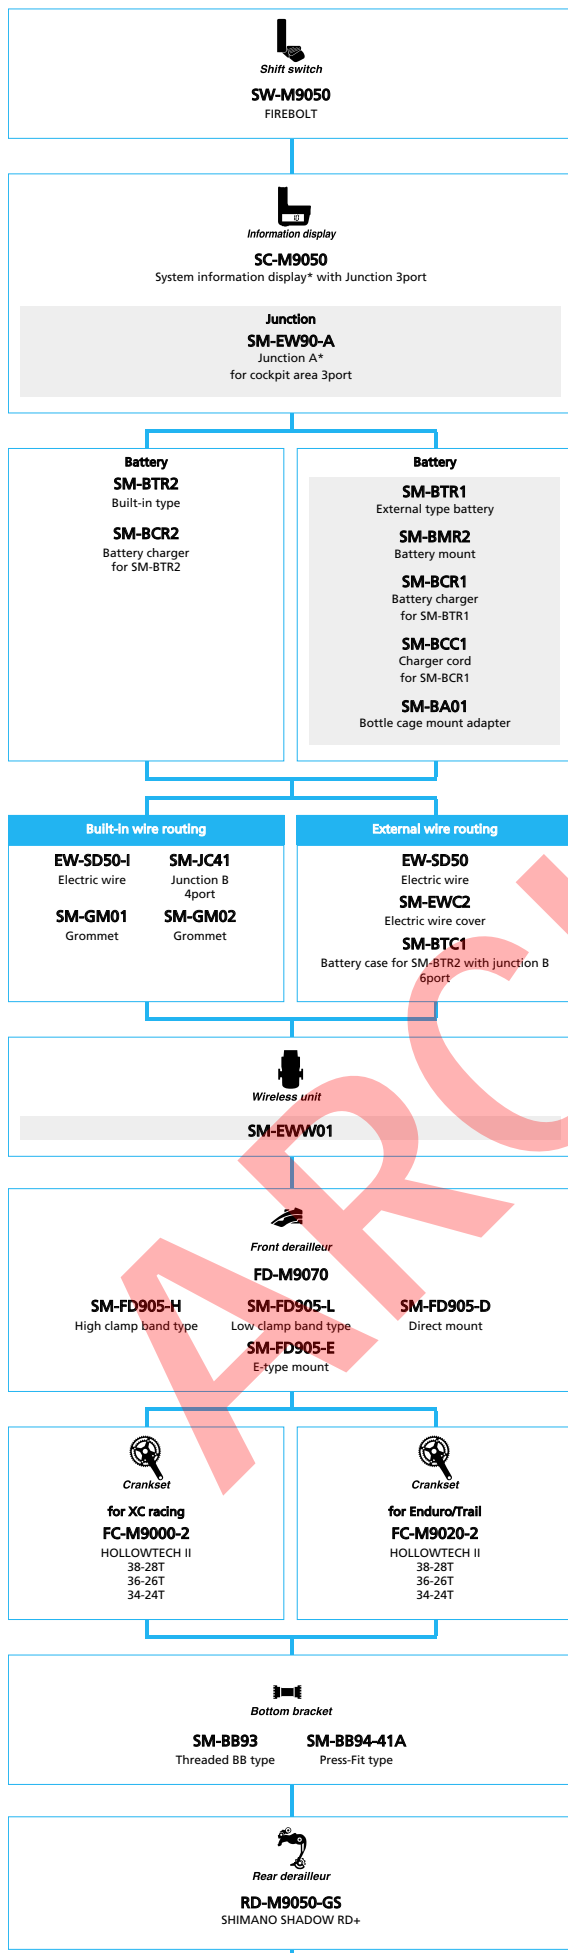 Shift switch
SW-M9050
FIREBOLT
Information display
SC-M9050
System information display* with Junction 3port
Junction
SM-EW90-A
Junction A*
for cockpit area 3port
Battery
SM-BTR2
Built-in type
SM-BCR2
Battery charger
for SM-BTR2
Battery
SM-BTR1
External type battery
SM-BMR2
Battery mount
SM-BCR1
Battery charger
for SM-BTR1
SM-BCC1
Charger cord
for SM-BCR1
SM-BA01
Bottle cage mount adapter
Built-in wire routing
EW-SD50-I SM-JC41
Electric wire Junction B
4port
SM-GM01 SM-GM02
Grommet Grommet
External wire routing
EW-SD50
Electric wire
SM-EWC2
Electric wire cover
SM-BTC1
Battery case for SM-BTR2 with junction B
6port
Wireless unit
SM-EWW01
Front derailleur
FD-M9070
SM-FD905-H SM-FD905-L SM-FD905-D
High clamp band type Low clamp band type Direct mount
SM-FD905-E
E-type mount
Crankset
for XC racing
FC-M9000-2
HOLLOWTECH II
38-28T
36-26T
34-24T
Crankset
for Enduro/Trail
FC-M9020-2
HOLLOWTECH II
38-28T
36-26T
34-24T
Bottom bracket
SM-BB93 SM-BB94-41A
Threaded BB type Press-Fit type
Rear derailleur
RD-M9050-GS
SHIMANO SHADOW RD+